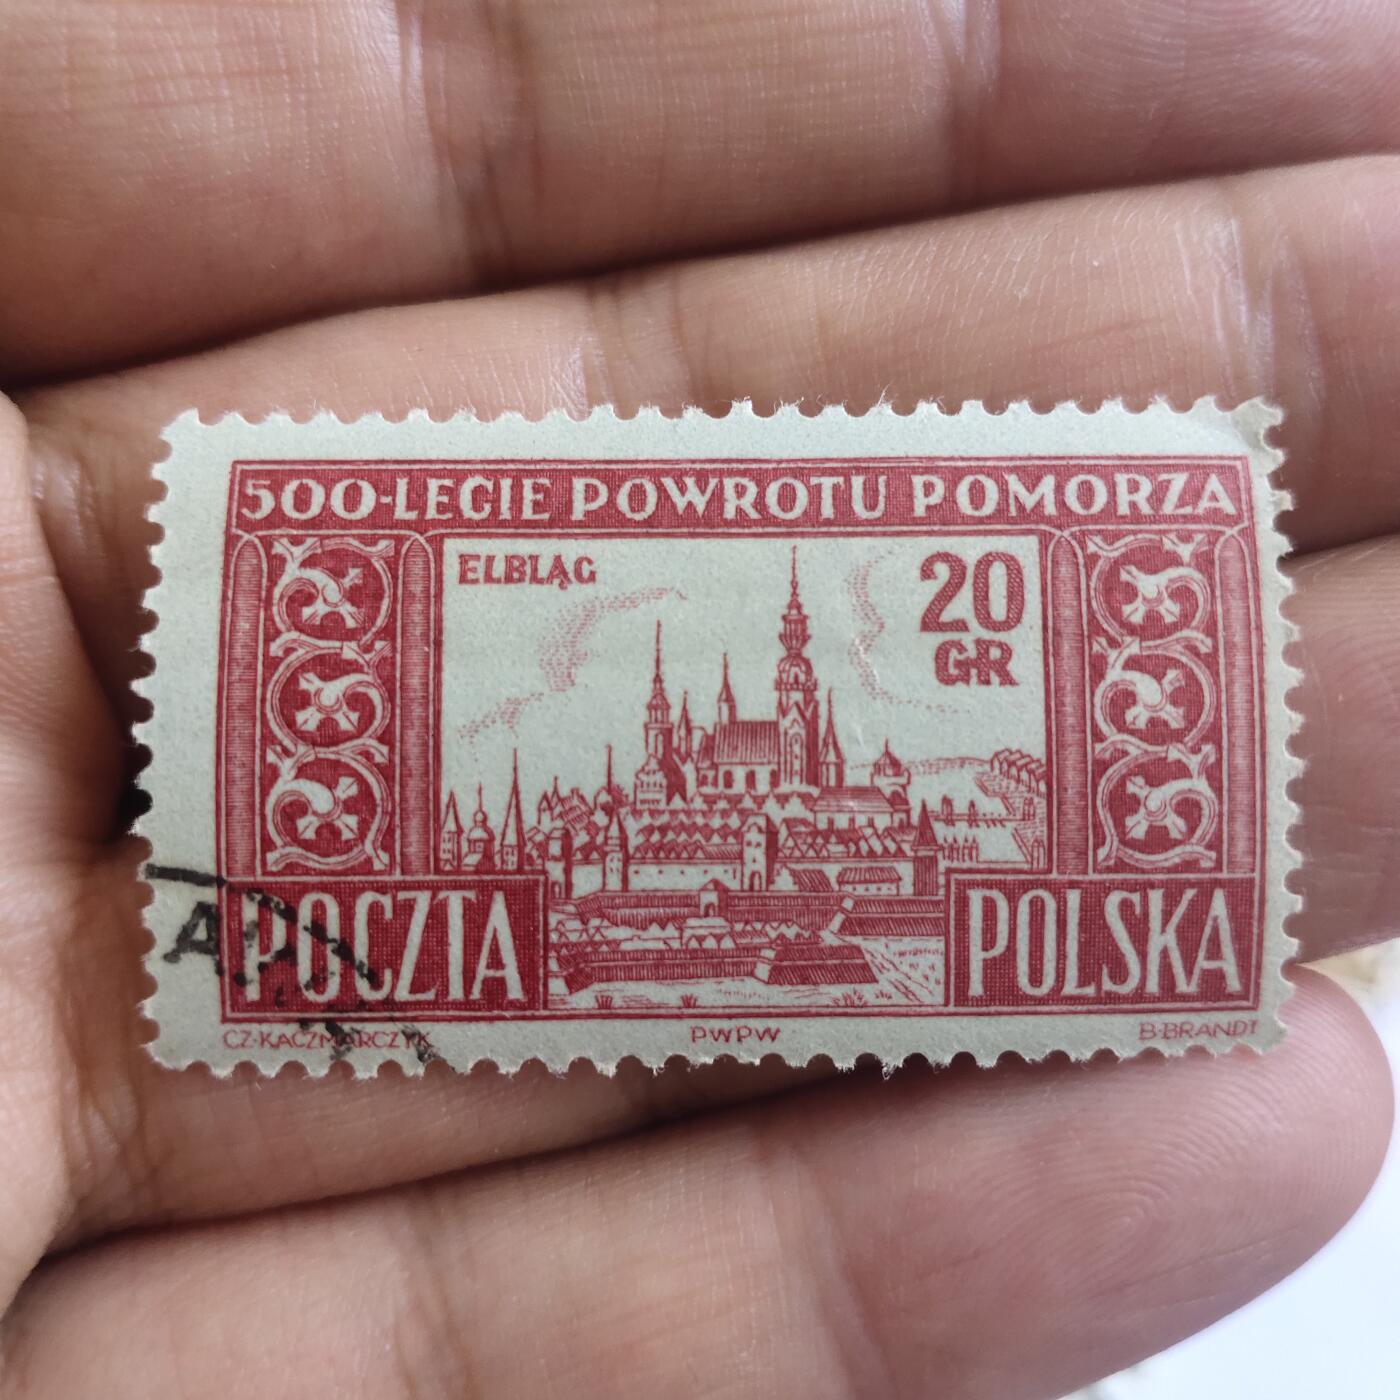 500-LECIE POWROTU POMORZA
ELBLĄG
20
GR
POCZTA
POLSKA
CZ·KACZMARCZYK
PWPW
B·BRANDT